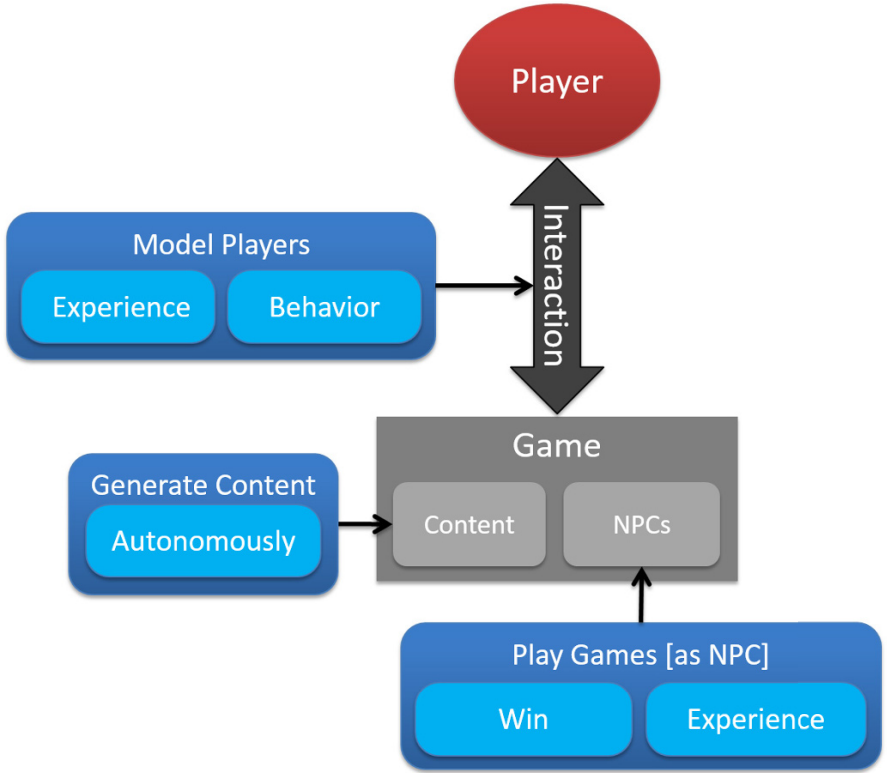 Player
Interaction
Model Players
Experience
Behavior
Game
Content
NPCs
Generate Content
Autonomously
Play Games [as NPC]
Win
Experience